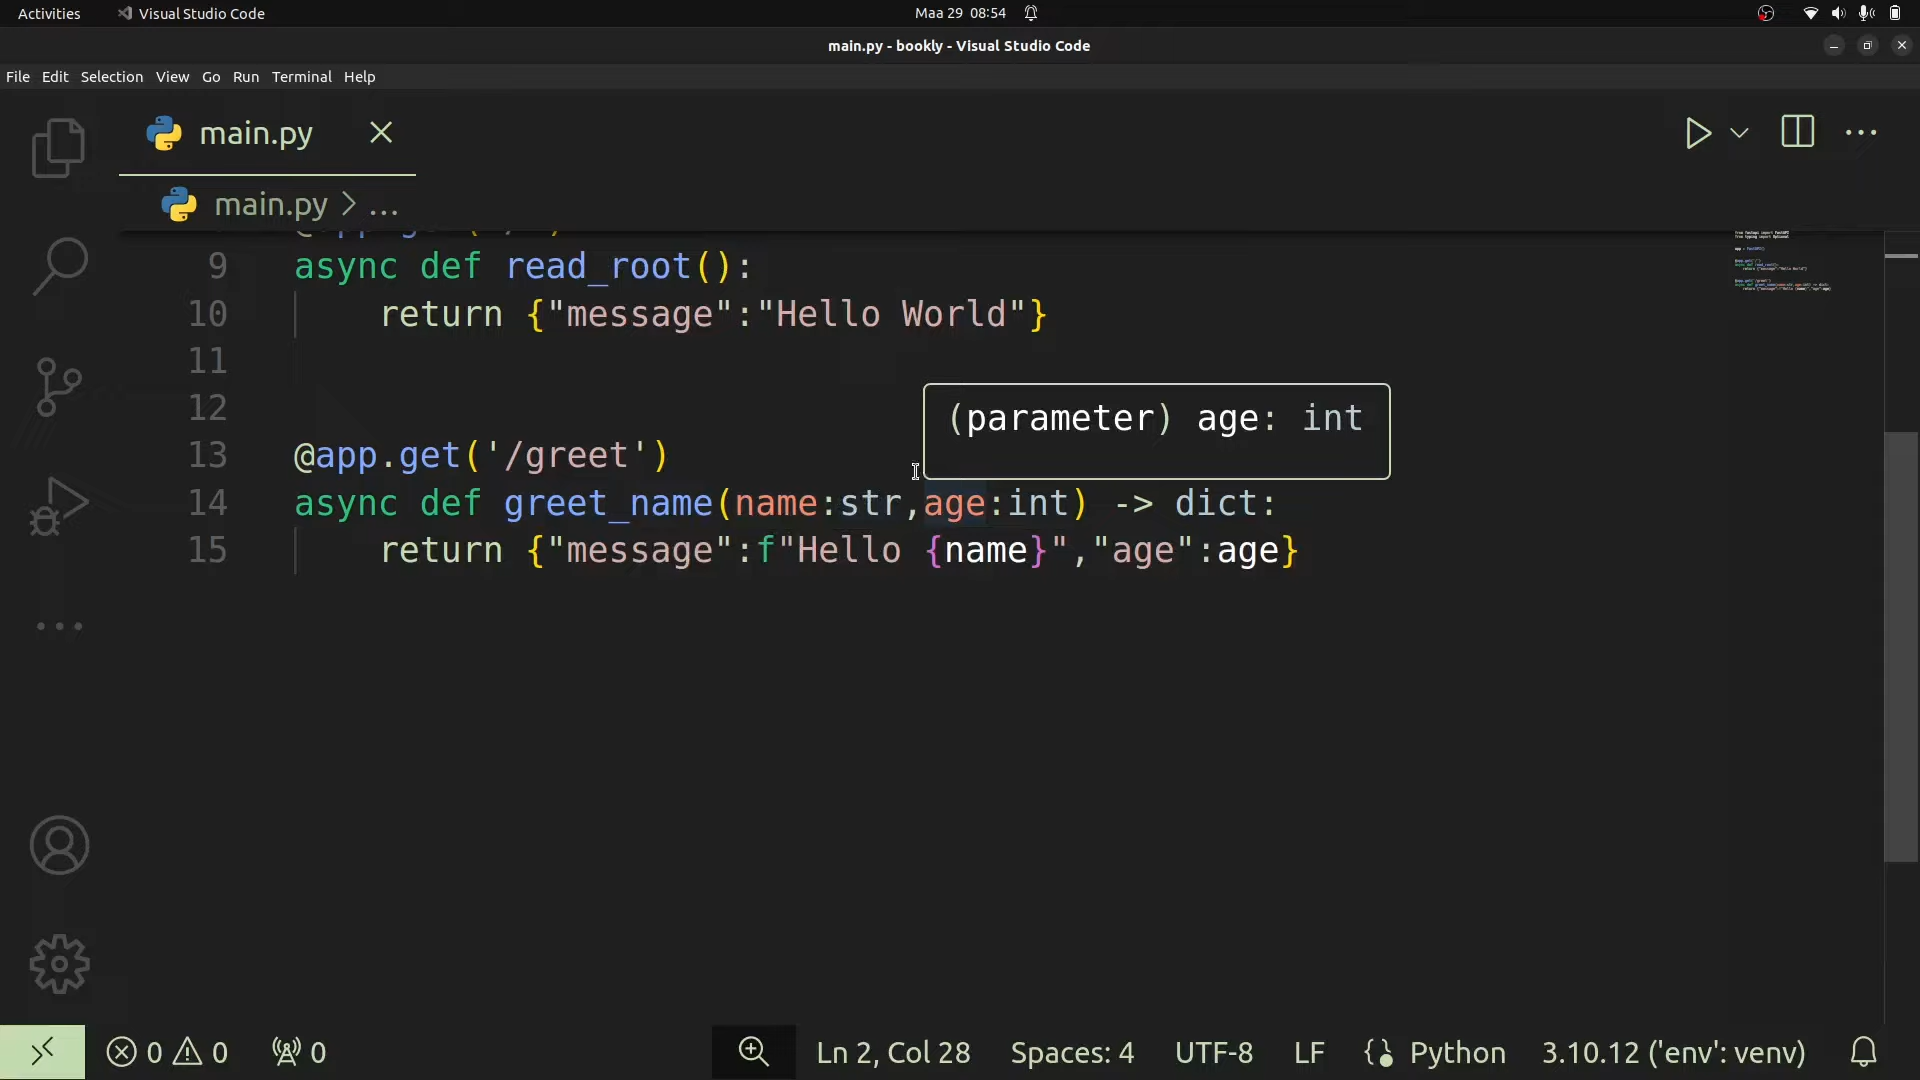 Activities Visual Studio Code Maa 29 08:54
main.py - bookly - Visual Studio Code
File Edit Selection View Go Run Terminal Help
main.py
main.py > ...
9 async def read_root():
10 return {"message":"Hello World"}
11
12
(parameter) age: int
13 @app.get('/greet')
14 async def greet_name(name:str,age:int) -> dict:
15 return {"message":f"Hello {name}","age":age}
0 0 0 Ln 2, Col 28 Spaces: 4 UTF-8 LF Python 3.10.12 ('env': venv)